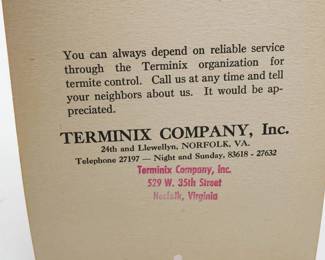 You can always depend on reliable service
through the Terminix organization for
termite control. Call us at any time and tell
your neighbors about us. It would be ap-
preciated.
TERMINIX COMPANY, Inc.
24th and Llewellyn, NORFOLK, VA.
Telephone 27197 — Night and Sunday, 83618 - 27632
Terminix Company, Inc.
529 W. 35th Street
Norfolk, Virginia